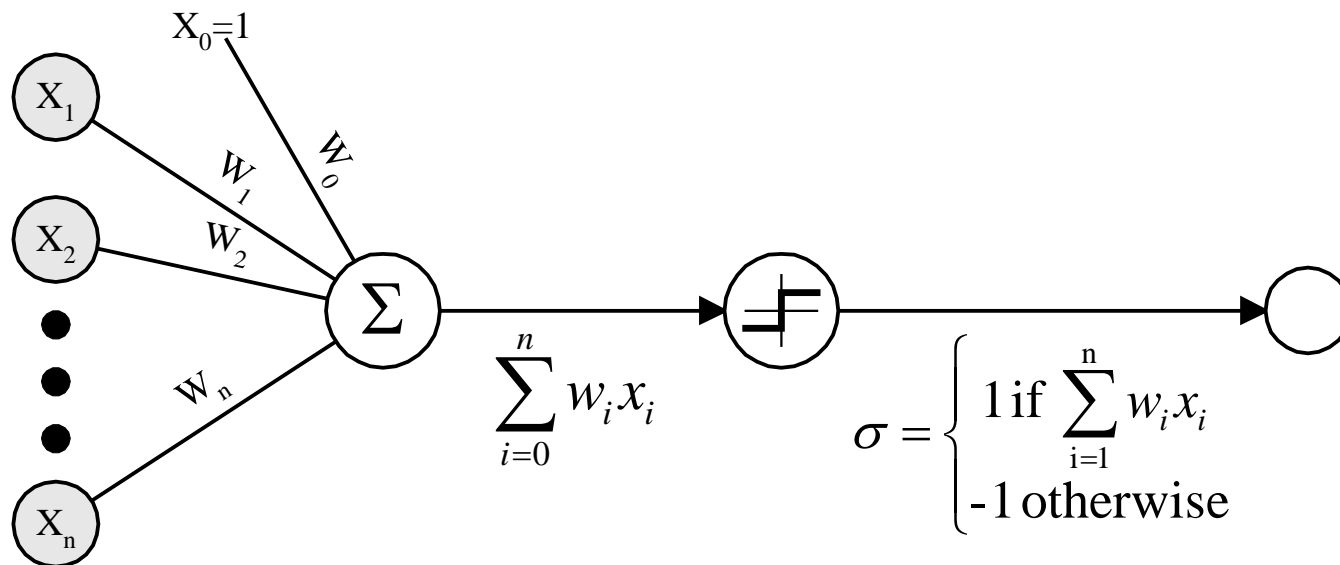 X₀=1
X₁
W₀
W₁
X₂
W₂
Σ
Wₙ
n
∑ wᵢxᵢ
i=0
n
σ = { 1 if ∑ wᵢxᵢ
i=1
-1 otherwise
Xₙ